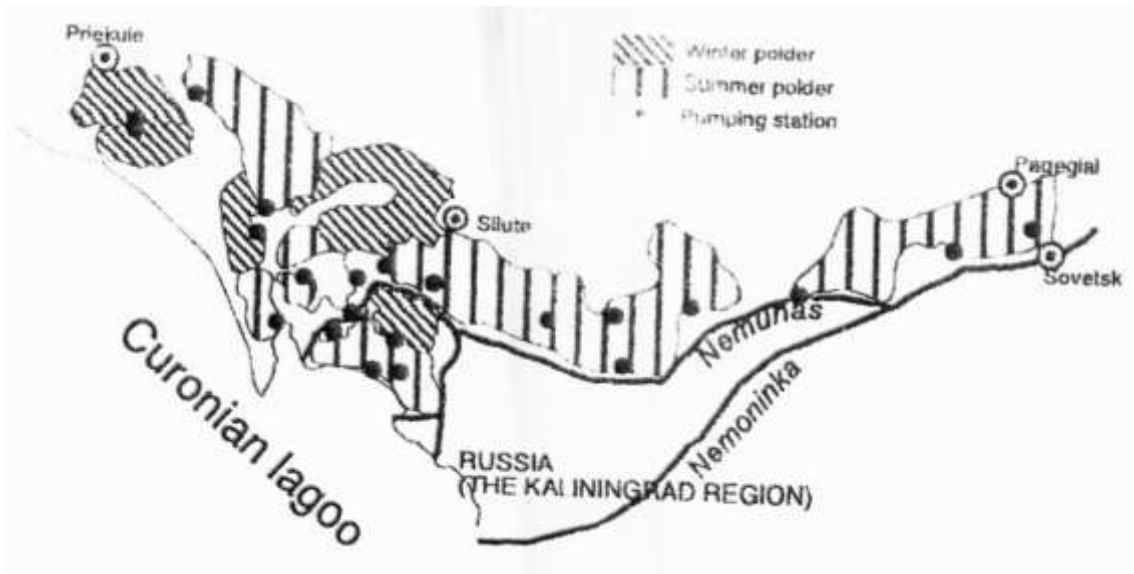 Priekule
Winter polder
Summer polder
Pumping station
Pagegiai
Silute
Sovetsk
Nemunas
Nemoninka
Curonian lagoo
RUSSIA
(THE KALININGRAD REGION)